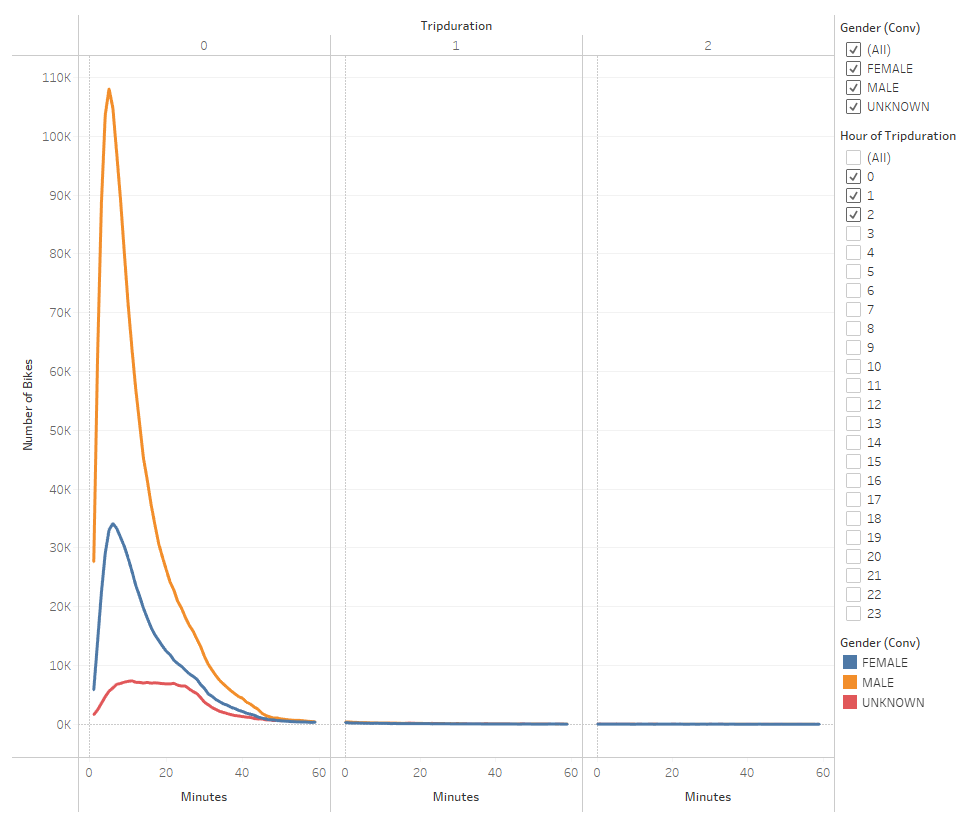 Tripduration
0 1 2
110K
100K
90K
80K
70K
60K
50K
40K
30K
20K
10K
0K
Number of Bikes
0 20 40 60 0 20 40 60 0 20 40 60
Minutes Minutes Minutes
Gender (Conv)
(All)
FEMALE
MALE
UNKNOWN
Hour of Tripduration
(All)
0
1
2
3
4
5
6
7
8
9
10
11
12
13
14
15
16
17
18
19
20
21
22
23
Gender (Conv)
FEMALE
MALE
UNKNOWN